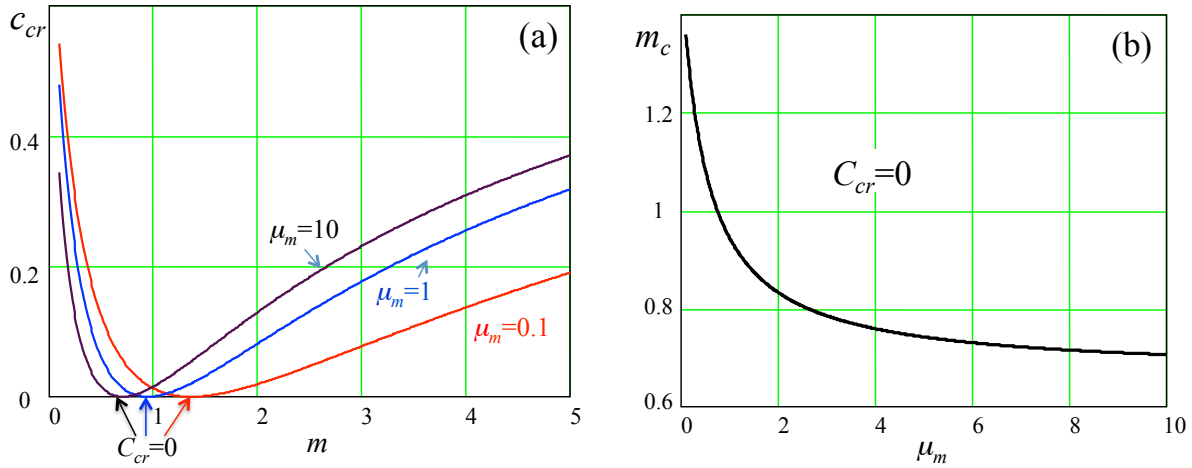 c_cr
(a)
0.4
0.2
0
μ_m=10
μ_m=1
μ_m=0.1
0 1 2 3 4 5
C_cr=0
m
m_c
(b)
1.2
1
0.8
0.6
C_cr=0
0 2 4 6 8 10
μ_m